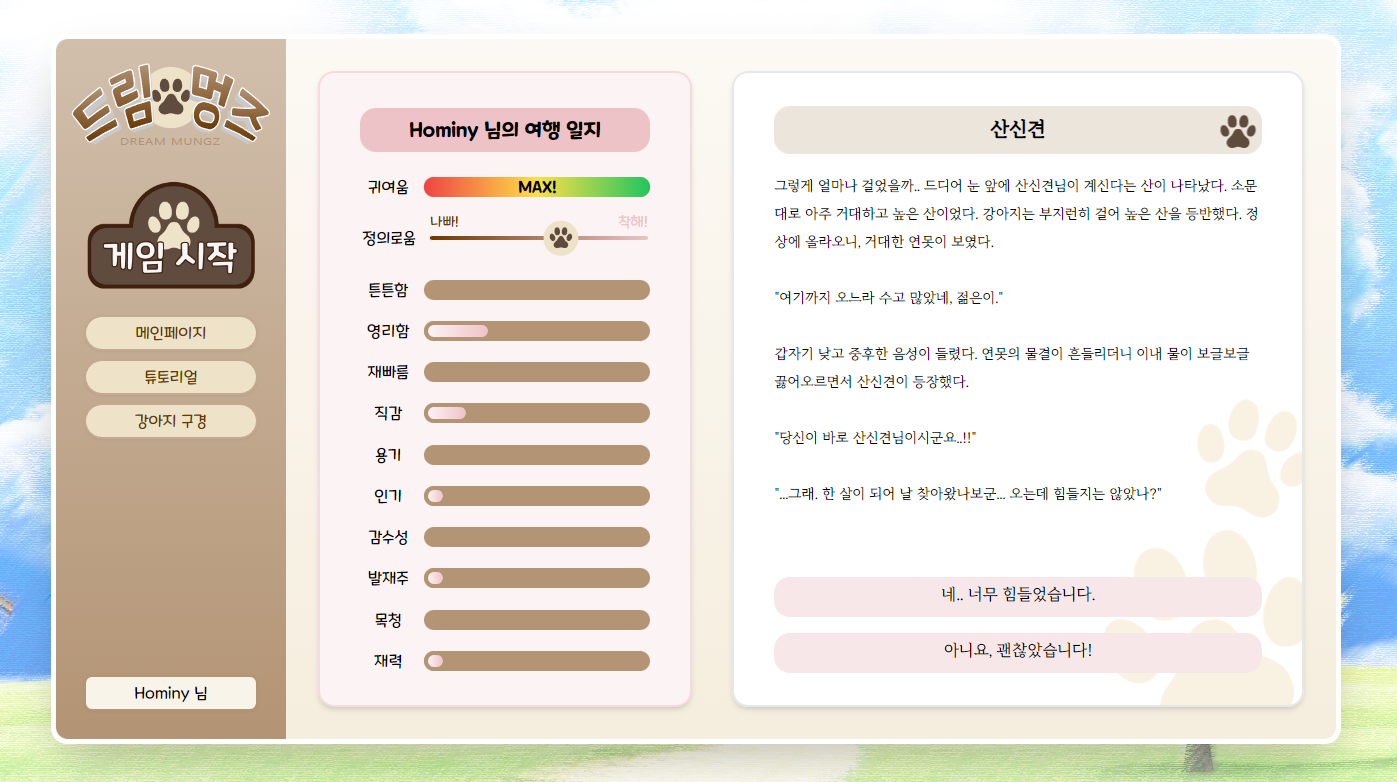 드림 멍즈
DREAM MUNGZ
게임 시작
메인페이지
튜토리얼
강아지 구경
Hominy 님
Hominy 님의 여행 일지
귀여움
MAX!
나빠!
착해!
정의로움
튼튼함
영리함
재빠름
직감
용기
인기
감수성
발재주
목청
재력
산신견
그렇게 얼마나 걸었을까.. 드디어 눈 앞에 산신견님이 계신다는 산이 나타났다. 소문
대로 아주 거대하고 높은 산이었다. 강아지는 부지런히 걸어 높은 산을 등반했다. 정
상에 올라오니, 거대한 연못이 보였다.
"여기까지 오느라 수고 많았네, 젊은이."
갑자기 낮고 중후한 음성이 들렸다. 연못의 물결이 흔들리더니 이내 물이 보글보글
끓어오르면서 산신견이 등장했다.
"당신이 바로 산신견님이시군요..!!"
"...그래. 한 살이 되어 날 찾아왔나보군... 오는데 힘들지는 않았나?"
네.. 너무 힘들었습니다.
아니요, 괜찮았습니다!